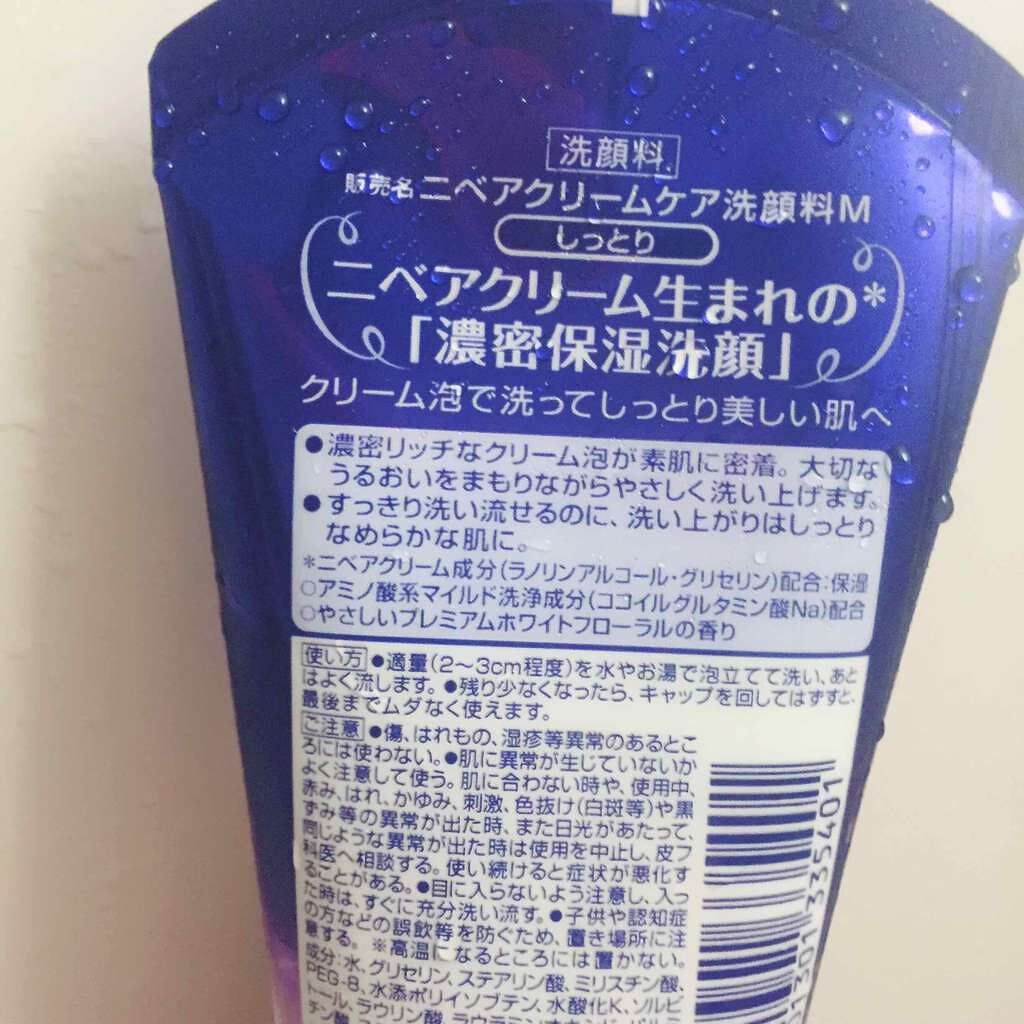 洗顔料
販売名 ニベアクリームケア洗顔料M
しっとり
ニベアクリーム生まれの*
「濃密保湿洗顔」
クリーム泡で洗ってしっとり美しい肌へ
●濃密リッチなクリーム泡が素肌に密着。大切な
うるおいをまもりながらやさしく洗い上げます。
●すっきり洗い流せるのに、洗い上がりはしっとり
なめらかな肌に。
*ニベアクリーム成分(ラノリンアルコール・グリセリン)配合:保湿
○アミノ酸系マイルド洗浄成分(ココイルグルタミン酸Na)配合
○やさしいプレミアムホワイトフローラルの香り
使い方 ●適量(2〜3cm程度)を水やお湯で泡立てて洗い、あと
はよく流します。●残り少なくなったら、キャップを回してはずすと、
最後までムダなく使えます。
ご注意 ●傷、はれもの、湿疹等異常のあるとこ
ろには使わない。●肌に異常が生じていないか
よく注意して使う。肌に合わない時や、使用中、
赤み、はれ、かゆみ、刺激、色抜け(白斑等)や黒
ずみ等の異常が出た時、また日光があたって、
同じような異常が出た時は使用を中止し、皮フ
科医へ相談する。使い続けると症状が悪化す
ることがある。●目に入らないよう注意し、入っ
た時は、すぐに充分洗い流す。●子供や認知症
の方などの誤飲等を防ぐため、置き場所に注
意する。 ※高温になるところには置かない。
成分:水、グリセリン、ステアリン酸、ミリスチン酸、
PEG-8、水添ポリイソブテン、水酸化K、ソルビ
トール、ラウリン酸、
チン酸
301 335401